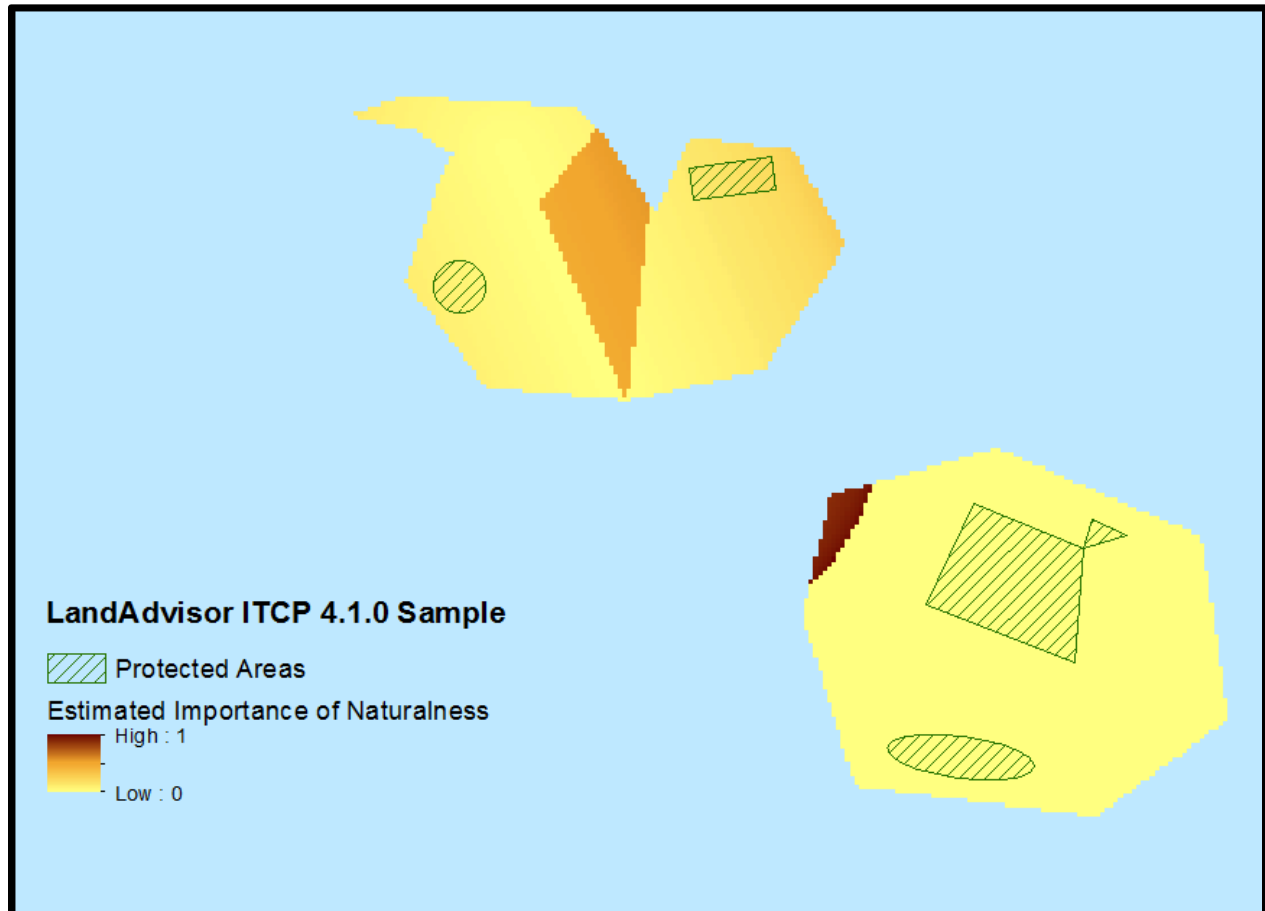 LandAdvisor ITCP 4.1.0 Sample
Protected Areas
Estimated Importance of Naturalness
High : 1
Low : 0